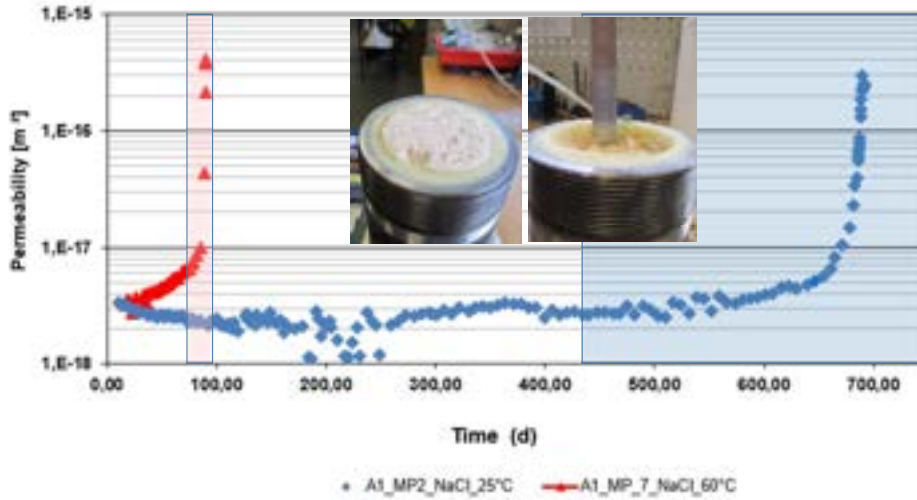 1,E-15
1,E-16
1,E-17
1,E-18
Permeability [m²]
0,00 100,00 200,00 300,00 400,00 500,00 600,00 700,00
Time (d)
A1_MP2_NaCl_25°C A1_MP_7_NaCl_60°C